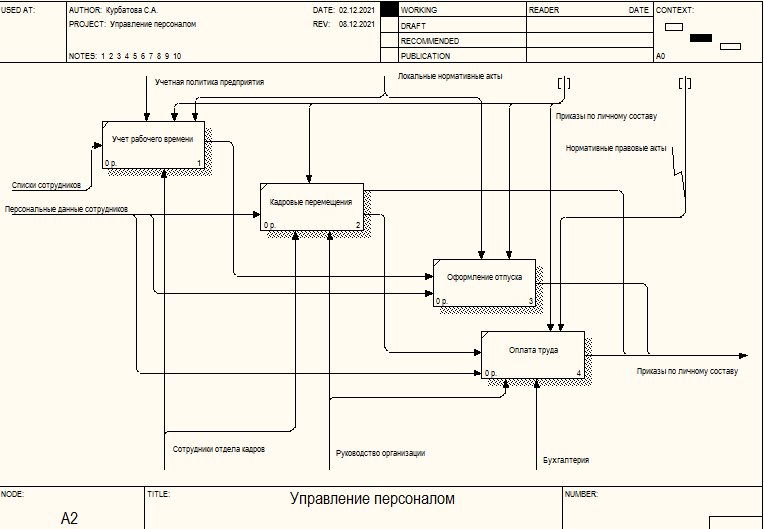 USED AT:
AUTHOR: Курбатова С.А.
DATE: 02.12.2021
PROJECT: Управление персоналом
REV: 08.12.2021
NOTES: 1 2 3 4 5 6 7 8 9 10
WORKING
DRAFT
RECOMMENDED
PUBLICATION
READER
DATE
CONTEXT:
A0
Учетная политика предприятия
Локальные нормативные акты
Приказы по личному составу
Нормативные правовые акты
Учет рабочего времени
0 р.
1
Списки сотрудников
Персональные данные сотрудников
Кадровые перемещения
0 р.
2
Оформление отпуска
0 р.
3
Оплата труда
0 р.
4
Приказы по личному составу
Сотрудники отдела кадров
Руководство организации
Бухгалтерия
NODE:
A2
TITLE:
Управление персоналом
NUMBER: